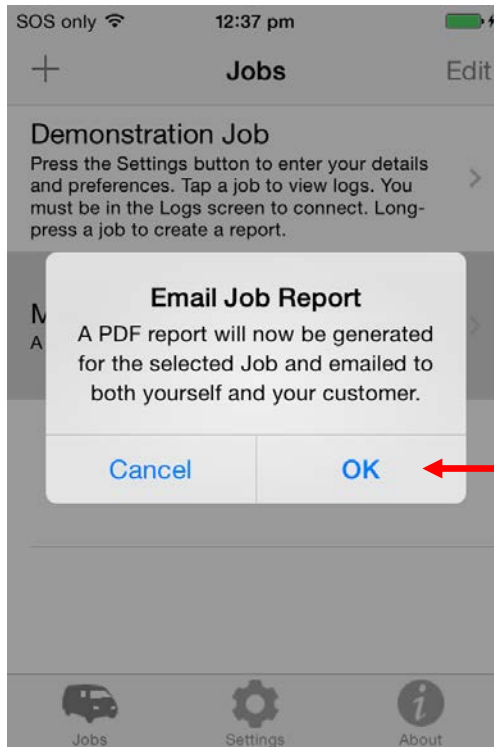 SOS only 12:37 pm
+ Jobs Edit
Demonstration Job
Press the Settings button to enter your details
and preferences. Tap a job to view logs. You
must be in the Logs screen to connect. Long-
press a job to create a report.
M
A
Email Job Report
A PDF report will now be generated
for the selected Job and emailed to
both yourself and your customer.
Cancel OK
Jobs Settings About